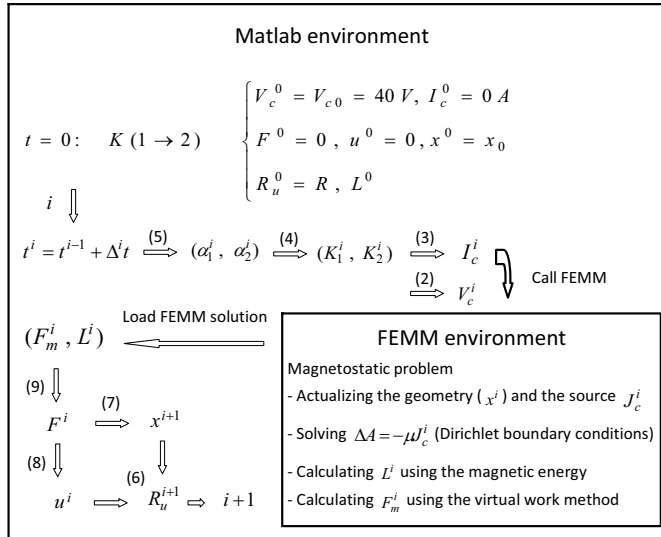 Matlab environment
V_c^0 = V_{c0} = 40 V, I_c^0 = 0 A
t = 0: K (1 → 2) { F^0 = 0 , u^0 = 0 , x^0 = x_0
R_u^0 = R , L^0
i ⇓
t^i = t^{i-1} + Δ^i t (5) ⇒ (α_1^i , α_2^i) (4) ⇒ (K_1^i , K_2^i) (3) ⇒ I_c^i
(2) ⇒ V_c^i
Call FEMM
Load FEMM solution
(F_m^i , L^i)
(9) ⇓
F^i (7) ⇒ x^{i+1}
(8) ⇓ ⇓
u^i ⇒ (6) R_u^{i+1} ⇒ i+1
FEMM environment
Magnetostatic problem
- Actualizing the geometry ( x^i ) and the source J_c^i
- Solving ΔA = −μJ_c^i (Dirichlet boundary conditions)
- Calculating L^i using the magnetic energy
- Calculating F_m^i using the virtual work method